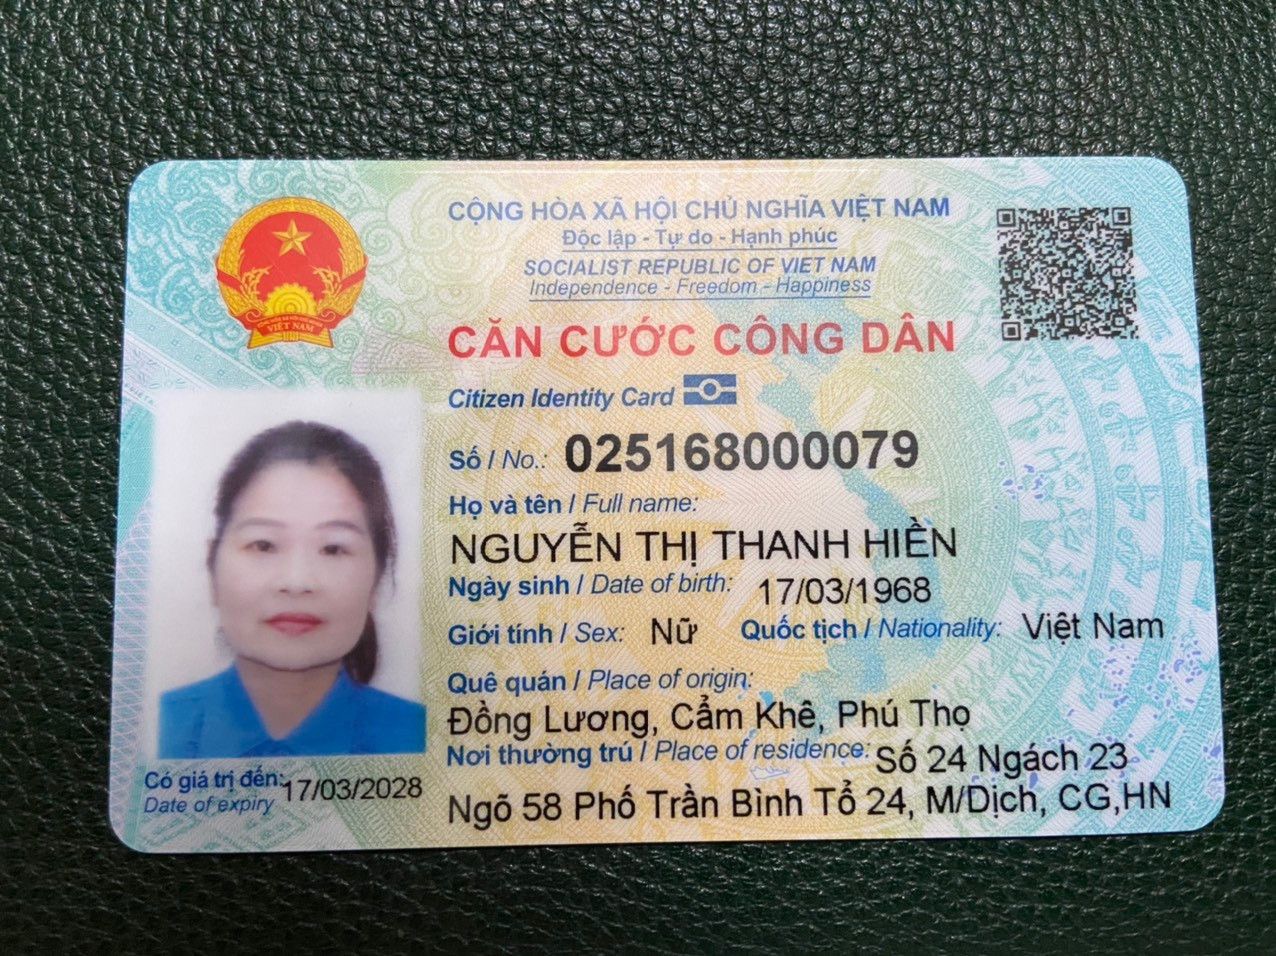 CỘNG HÒA XÃ HỘI CHỦ NGHĨA VIỆT NAM
Độc lập - Tự do - Hạnh phúc
SOCIALIST REPUBLIC OF VIET NAM
Independence - Freedom - Happiness
CĂN CƯỚC CÔNG DÂN
Citizen Identity Card
Số / No.: 025168000079
Họ và tên / Full name:
NGUYỄN THỊ THANH HIỀN
Ngày sinh / Date of birth: 17/03/1968
Giới tính / Sex: Nữ Quốc tịch / Nationality: Việt Nam
Quê quán / Place of origin:
Đồng Lương, Cẩm Khê, Phú Thọ
Nơi thường trú / Place of residence: Số 24 Ngách 23
Ngõ 58 Phố Trần Bình Tổ 24, M/Dịch, CG,HN
Có giá trị đến: 17/03/2028
Date of expiry
VIỆT NAM